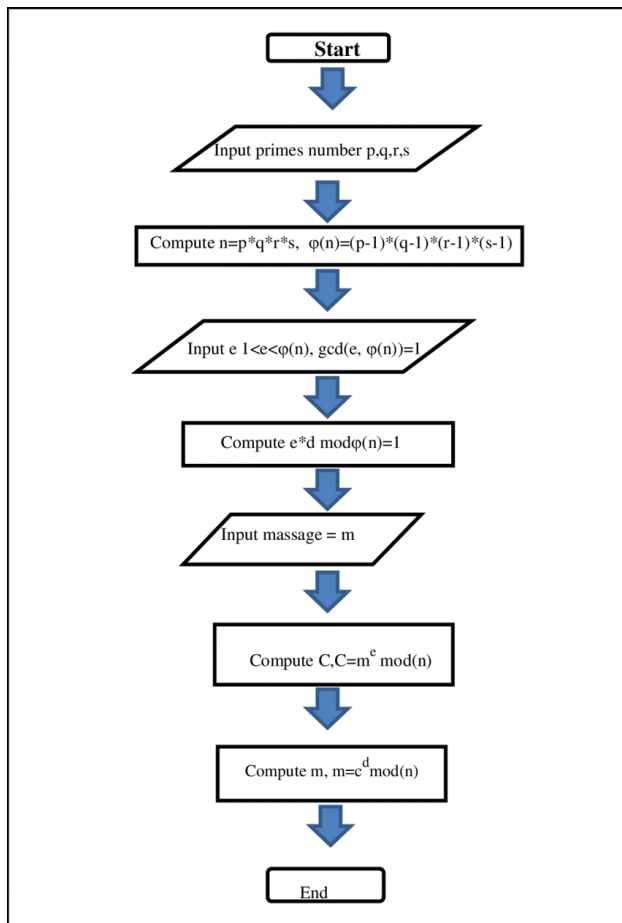 Start
Input primes number p,q,r,s
Compute n=p*q*r*s, φ(n)=(p-1)*(q-1)*(r-1)*(s-1)
Input e 1<e<φ(n), gcd(e, φ(n))=1
Compute e*d modφ(n)=1
Input massage = m
Compute C,C=m^e mod(n)
Compute m, m=c^d mod(n)
End